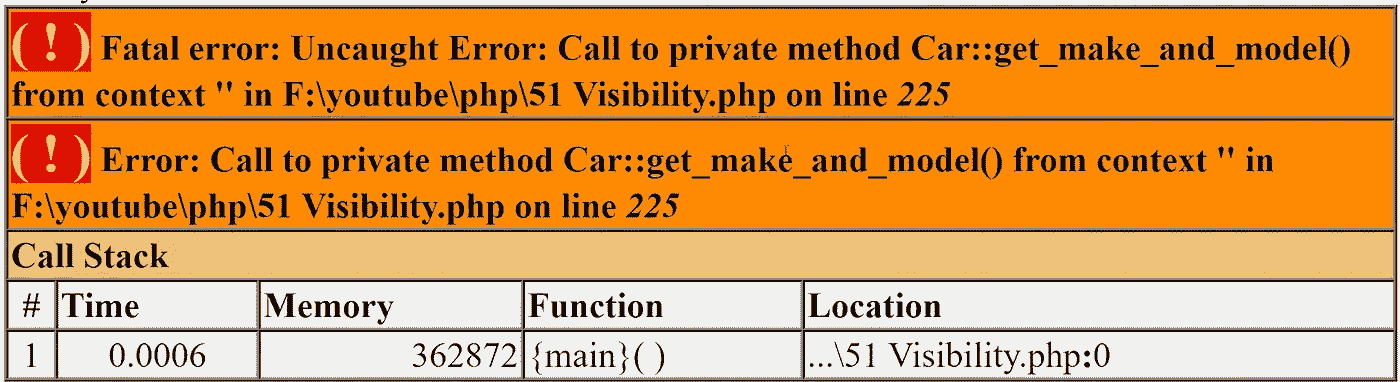 ( ! ) Fatal error: Uncaught Error: Call to private method Car::get_make_and_model()
from context '' in F:\youtube\php\51 Visibility.php on line 225
( ! ) Error: Call to private method Car::get_make_and_model() from context '' in
F:\youtube\php\51 Visibility.php on line 225
Call Stack
# Time Memory Function Location
1 0.0006 362872 {main}( ) ...\51 Visibility.php:0